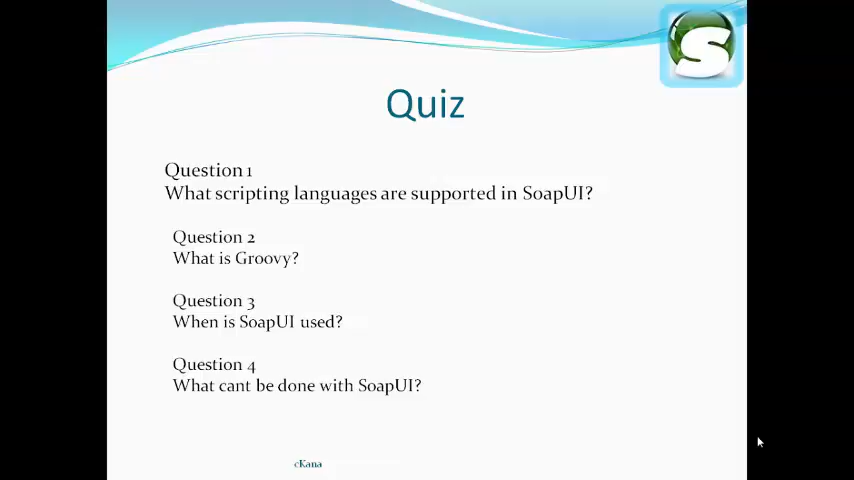 S
Quiz
Question 1
What scripting languages are supported in SoapUI?
Question 2
What is Groovy?
Question 3
When is SoapUI used?
Question 4
What cant be done with SoapUI?
cKana